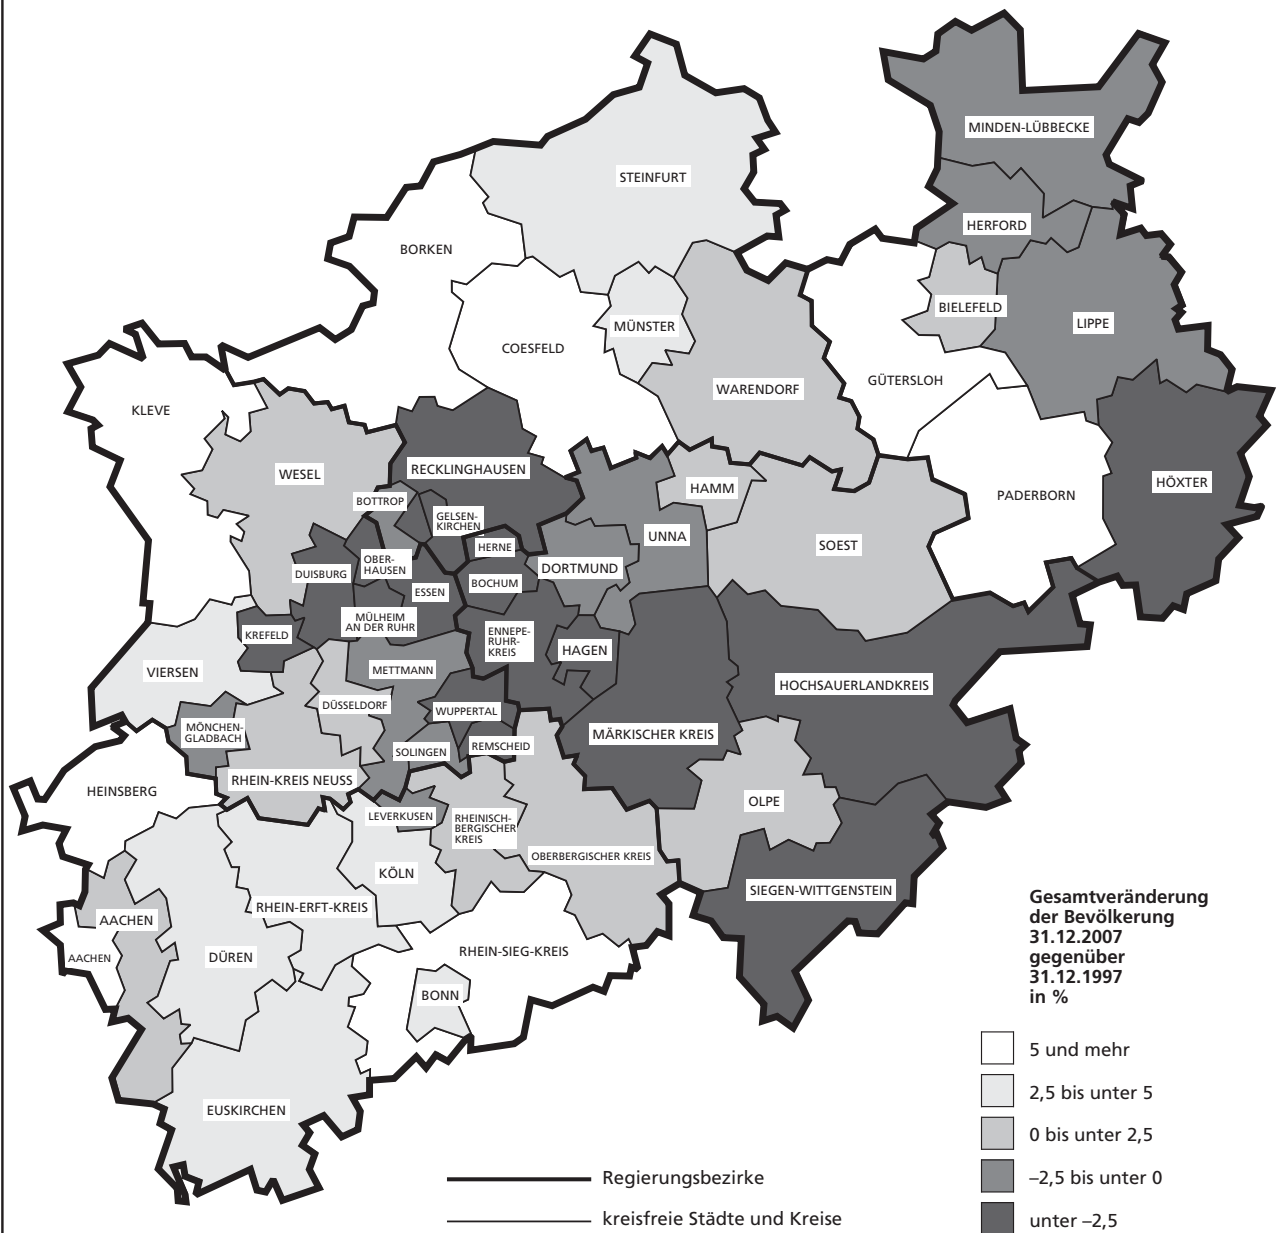 MINDEN-LÜBBECKE
STEINFURT
HERFORD
BORKEN
BIELEFELD
MÜNSTER
LIPPE
COESFELD
GÜTERSLOH
WARENDORF
KLEVE
RECKLINGHAUSEN
WESEL
HÖXTER
HAMM
PADERBORN
BOTTROP
GELSEN-
KIRCHEN
UNNA
SOEST
HERNE
OBER-
HAUSEN
DORTMUND
DUISBURG
BOCHUM
ESSEN
MÜLHEIM
AN DER RUHR
KREFELD
ENNEPE-
RUHR-
KREIS
HAGEN
VIERSEN
METTMANN
HOCHSAUERLANDKREIS
DÜSSELDORF
WUPPERTAL
MÖNCHEN-
GLADBACH
MÄRKISCHER KREIS
SOLINGEN
REMSCHEID
RHEIN-KREIS NEUSS
HEINSBERG
OLPE
LEVERKUSEN
RHEINISCH-
BERGISCHER
KREIS
OBERBERGISCHER KREIS
KÖLN
SIEGEN-WITTGENSTEIN
RHEIN-ERFT-KREIS
AACHEN
RHEIN-SIEG-KREIS
AACHEN
DÜREN
BONN
EUSKIRCHEN
Gesamtveränderung
der Bevölkerung
31.12.2007
gegenüber
31.12.1997
in %
5 und mehr
2,5 bis unter 5
0 bis unter 2,5
–2,5 bis unter 0
unter –2,5
Regierungsbezirke
kreisfreie Städte und Kreise